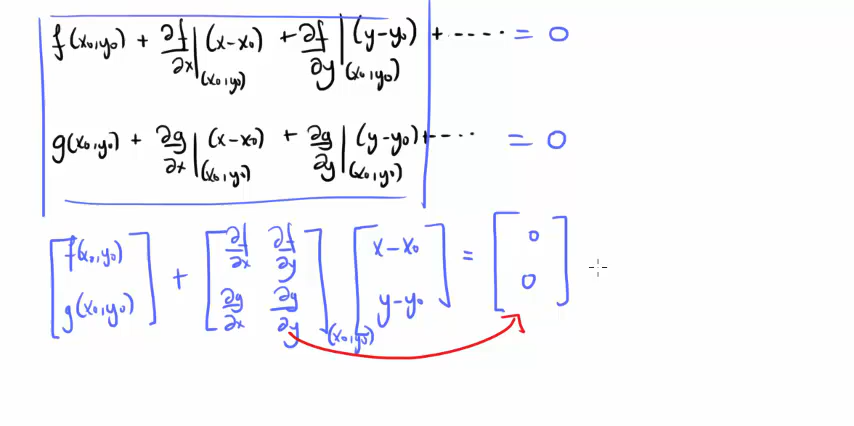 f(x₀,y₀) + ∂f/∂x|(x₀,y₀) (x-x₀) + ∂f/∂y|(x₀,y₀) (y-y₀) + ····· = 0
g(x₀,y₀) + ∂g/∂x|(x₀,y₀) (x-x₀) + ∂g/∂y|(x₀,y₀) (y-y₀) + ···· = 0
[f(x₀,y₀) g(x₀,y₀)] + [∂f/∂x ∂f/∂y ∂g/∂x ∂g/∂y](x₀,y₀) [x-x₀ y-y₀] = [0 0]